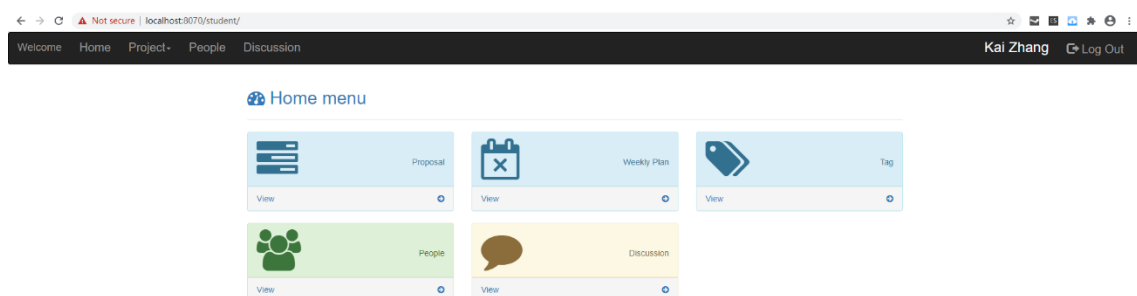 Not secure | localhost:8070/student/
Welcome Home Project People Discussion Kai Zhang Log Out
Home menu
Proposal Weekly Plan Tag
View View View
People Discussion
View View